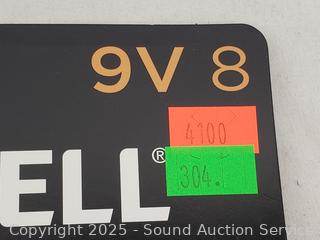 9V 8
4100
ELL®
304.
Copyright 2025 - Sound Auction Service